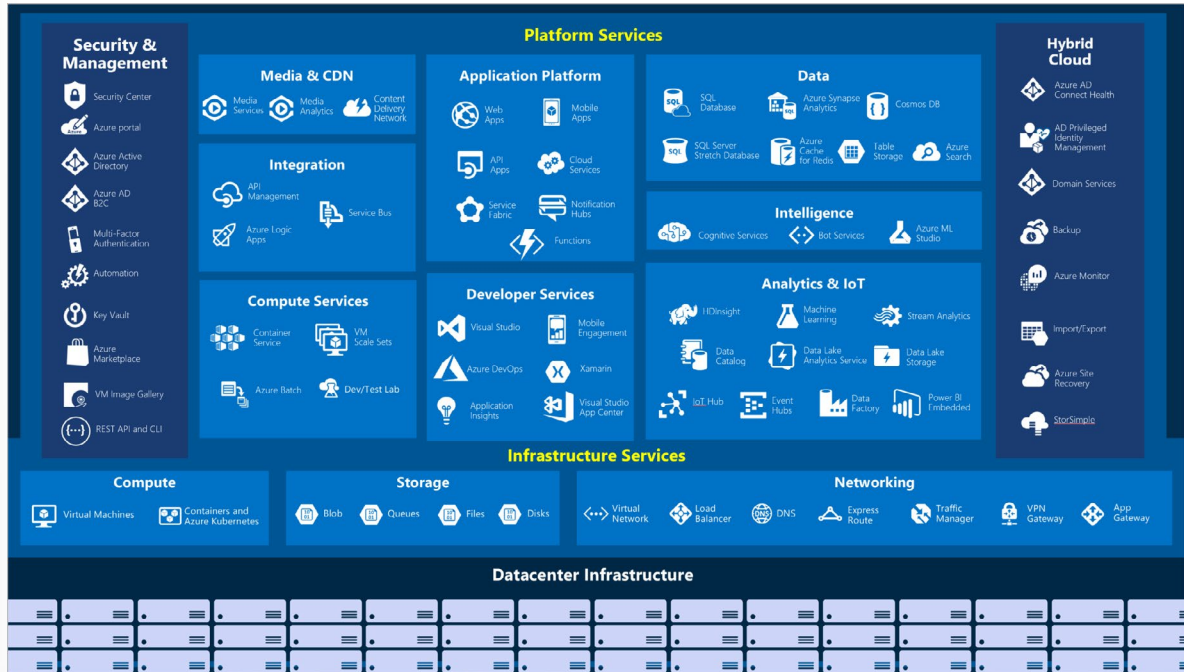 Platform Services
Security &
Management
Security Center
Azure portal
Azure Active
Directory
Azure AD
B2C
Multi-Factor
Authentication
Automation
Key Vault
Azure
Marketplace
VM Image Gallery
REST API and CLI
Media & CDN
Media
Services
Media
Analytics
Content
Delivery
Network
Integration
API
Management
Service Bus
Azure Logic
Apps
Compute Services
Container
Service
VM
Scale Sets
Azure Batch
Dev/Test Lab
Application Platform
Web
Apps
Mobile
Apps
API
Apps
Cloud
Services
Service
Fabric
Notification
Hubs
Functions
Developer Services
Visual Studio
Mobile
Engagement
Azure DevOps
Xamarin
Application
Insights
Visual Studio
App Center
Data
SQL
SQL
Database
SQL
Azure Synapse
Analytics
Cosmos DB
SQL
SQL Server
Stretch Database
Azure
Cache
for Redis
Table
Storage
Azure
Search
Intelligence
Cognitive Services
Bot Services
Azure ML
Studio
Analytics & IoT
HDInsight
Machine
Learning
Stream Analytics
Data
Catalog
Data Lake
Analytics Service
Data Lake
Storage
IoT Hub
Event
Hubs
Data
Factory
Power BI
Embedded
Hybrid
Cloud
Azure AD
Connect Health
AD Privileged
Identity
Management
Domain Services
Backup
Azure Monitor
Import/Export
Azure Site
Recovery
StorSimple
Infrastructure Services
Compute
Virtual Machines
Containers and
Azure Kubernetes
Storage
Blob
Queues
Files
Disks
Networking
Virtual
Network
Load
Balancer
DNS
DNS
Express
Route
Traffic
Manager
VPN
Gateway
App
Gateway
Datacenter Infrastructure